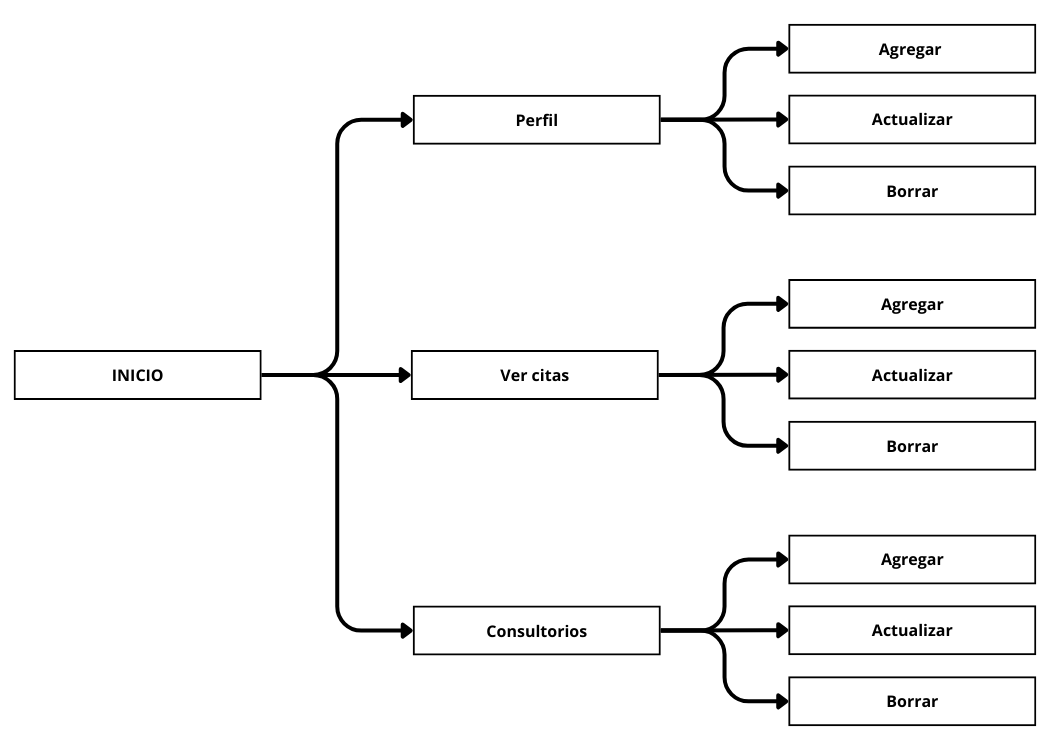 INICIO
Perfil
Agregar
Actualizar
Borrar
Ver citas
Agregar
Actualizar
Borrar
Consultorios
Agregar
Actualizar
Borrar